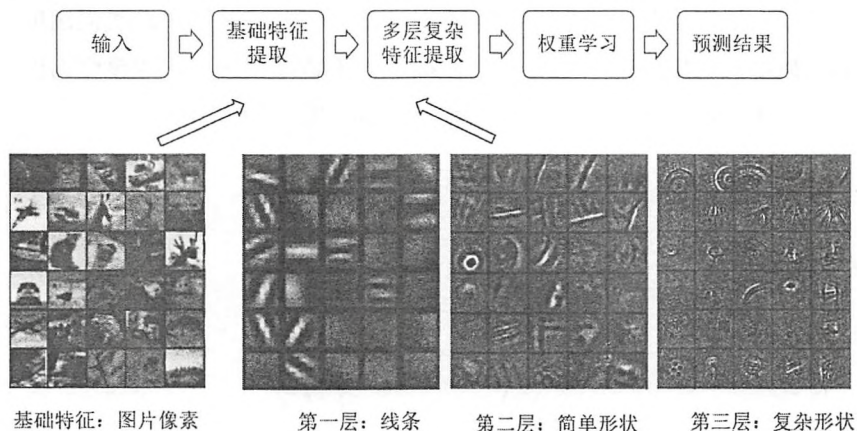 输入
基础特征
提取
多层复杂
特征提取
权重学习
预测结果
基础特征：图片像素
第一层：线条
第二层：简单形状
第三层：复杂形状